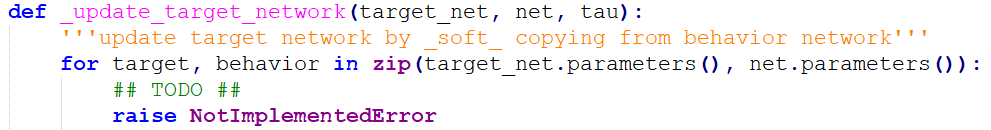 def _update_target_network(target_net, net, tau):
    '''update target network by _soft_ copying from behavior network'''
    for target, behavior in zip(target_net.parameters(), net.parameters()):
        ## TODO ##
        raise NotImplementedError